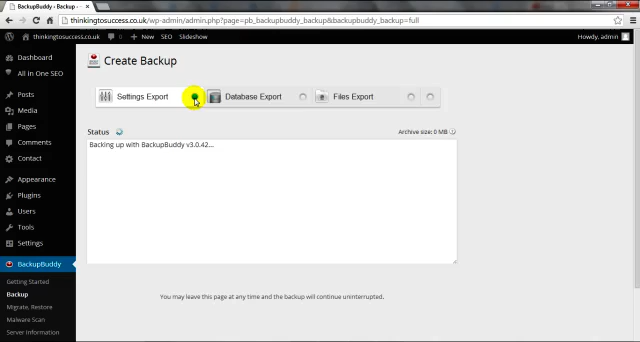 BackupBuddy ‹ Backup ‹
thinkingtosuccess.co.uk/wp-admin/admin.php?page=pb_backupbuddy_backup&backupbuddy_backup=full
thinkingtosuccess.co.uk 0 + New SEO Slideshow Howdy, admin
Dashboard
All in One SEO
Posts
Media
Pages
Comments
Contact
Appearance
Plugins
Users
Tools
Settings
BackupBuddy
Getting Started
Backup
Migrate, Restore
Malware Scan
Server Information
Create Backup
Settings Export Database Export Files Export
Status Archive size: 0 MB
Backing up with BackupBuddy v3.0.42...
You may leave this page at any time and the backup will continue uninterrupted.